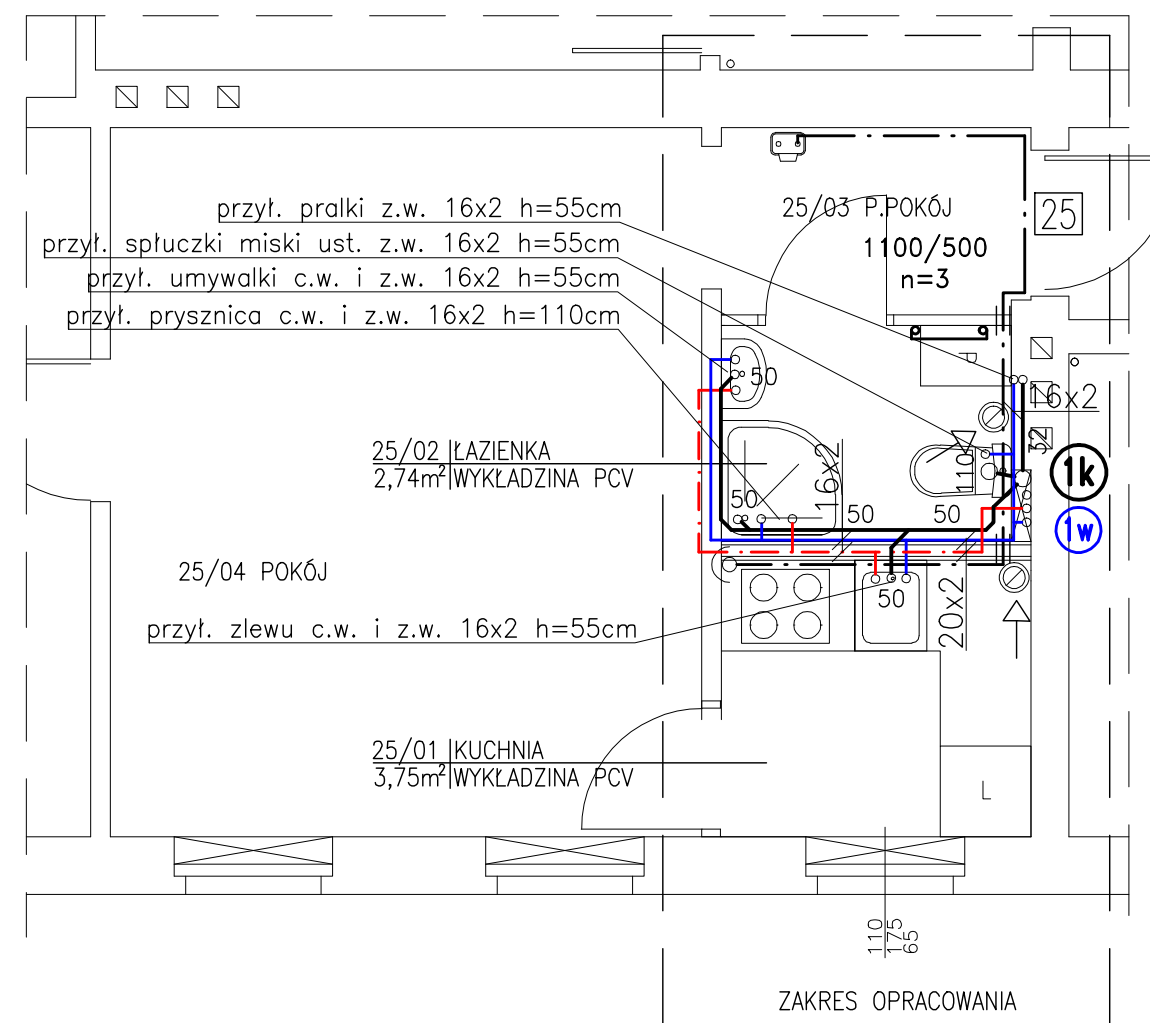 przył. pralki z.w. 16x2 h=55cm
przył. spłuczki miski ust. z.w. 16x2 h=55cm
przył. umywalki c.w. i z.w. 16x2 h=55cm
przył. prysznica c.w. i z.w. 16x2 h=110cm
25/03 P.POKÓJ
25
1100/500
n=3
P
50
16x2
32
25/02 ŁAZIENKA
2,74m² WYKŁADZINA PCV
16x2
110
1k
50
50
50
1w
25/04 POKÓJ
50
20x2
przył. zlewu c.w. i z.w. 16x2 h=55cm
25/01 KUCHNIA
3,75m² WYKŁADZINA PCV
L
110
175
65
ZAKRES OPRACOWANIA